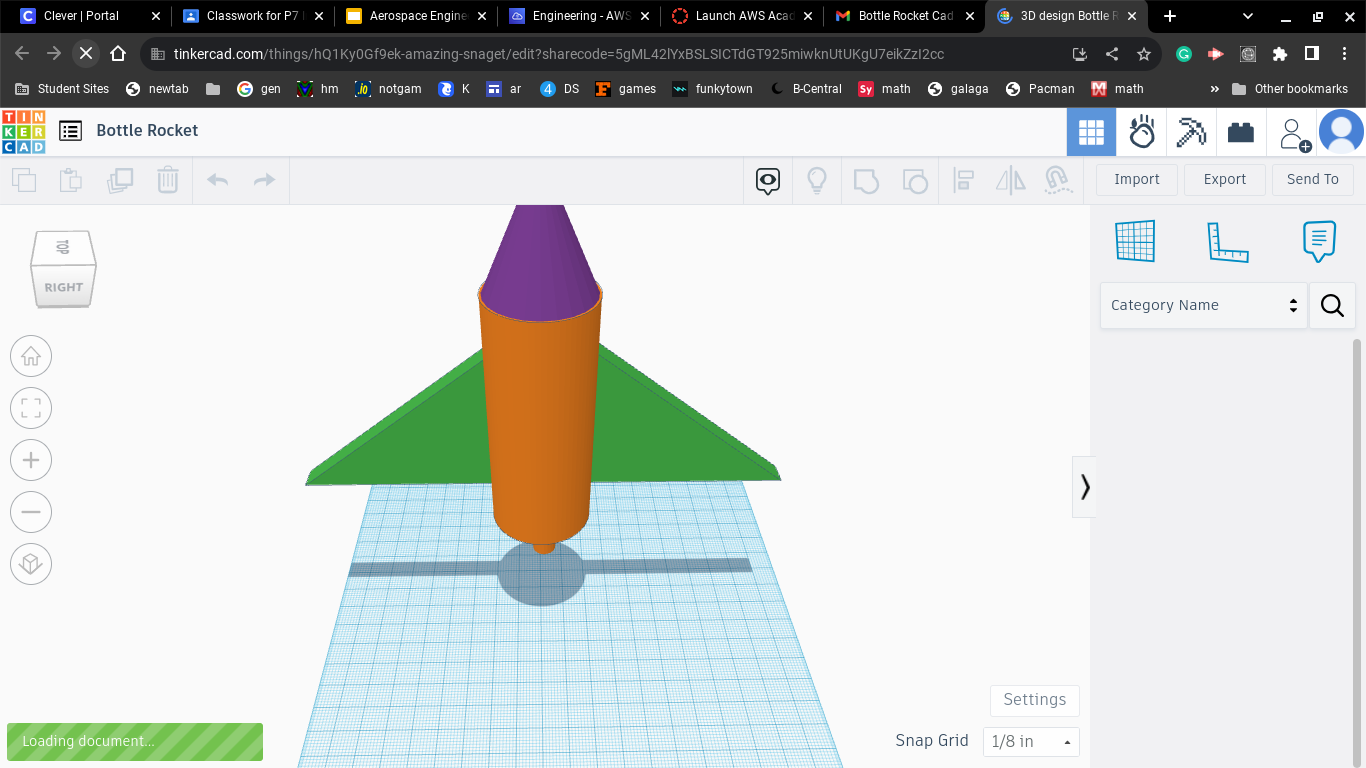 Clever | Portal
Classwork for P7
Aerospace Engine
Engineering - AWS
Launch AWS Acad
Bottle Rocket Cad
3D design Bottle R
tinkercad.com/things/hQ1Ky0Gf9ek-amazing-snaget/edit?sharecode=5gML42lYxBSLSICTdGT925miwknUtUKgU7eikZzI2cc
Student Sites
newtab
gen
hm
notgam
K
ar
DS
games
funkytown
B-Central
math
galaga
Pacman
math
»
Other bookmarks
TIN
KER
CAD
Bottle Rocket
Import
Export
Send To
TOP
RIGHT
Category Name
Settings
Loading document...
Snap Grid
1/8 in